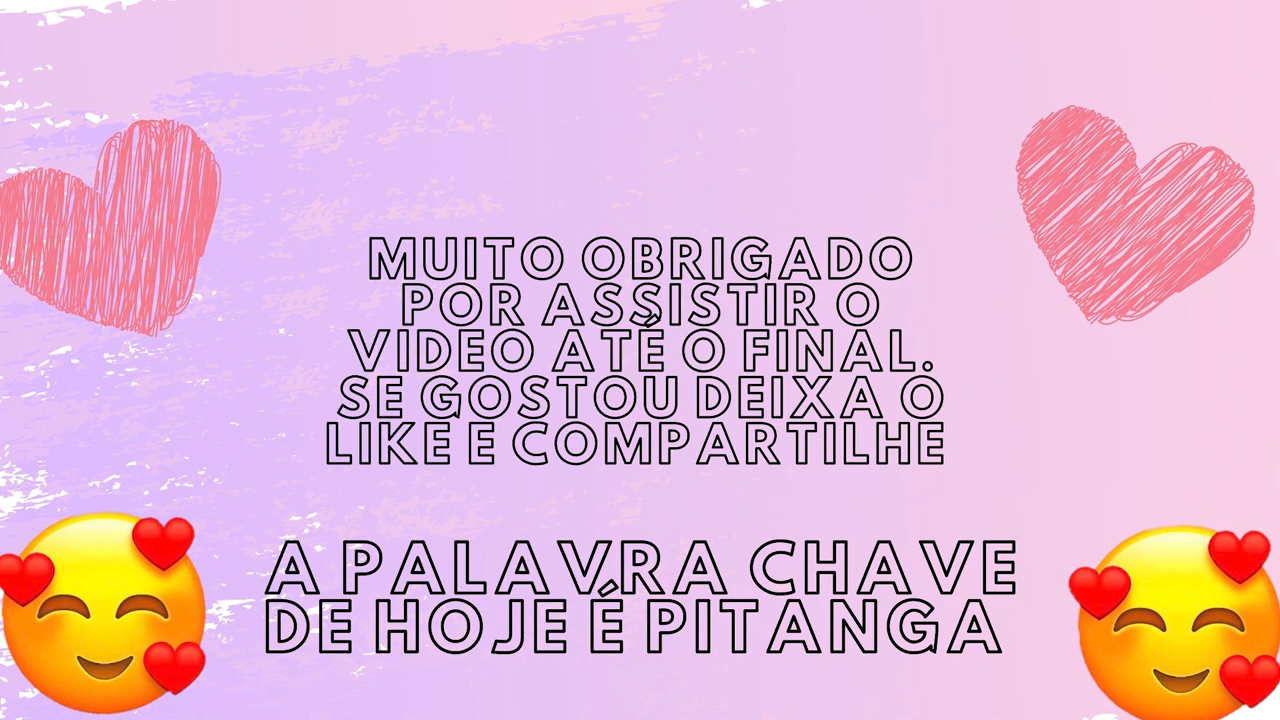 MUITO OBRIGADO
POR ASSISTIR O
VIDEO ATÉ O FINAL.
SE GOSTOU DEIXA O
LIKE E COMPARTILHE
A PALAVRA CHAVE
DE HOJE É PITANGA